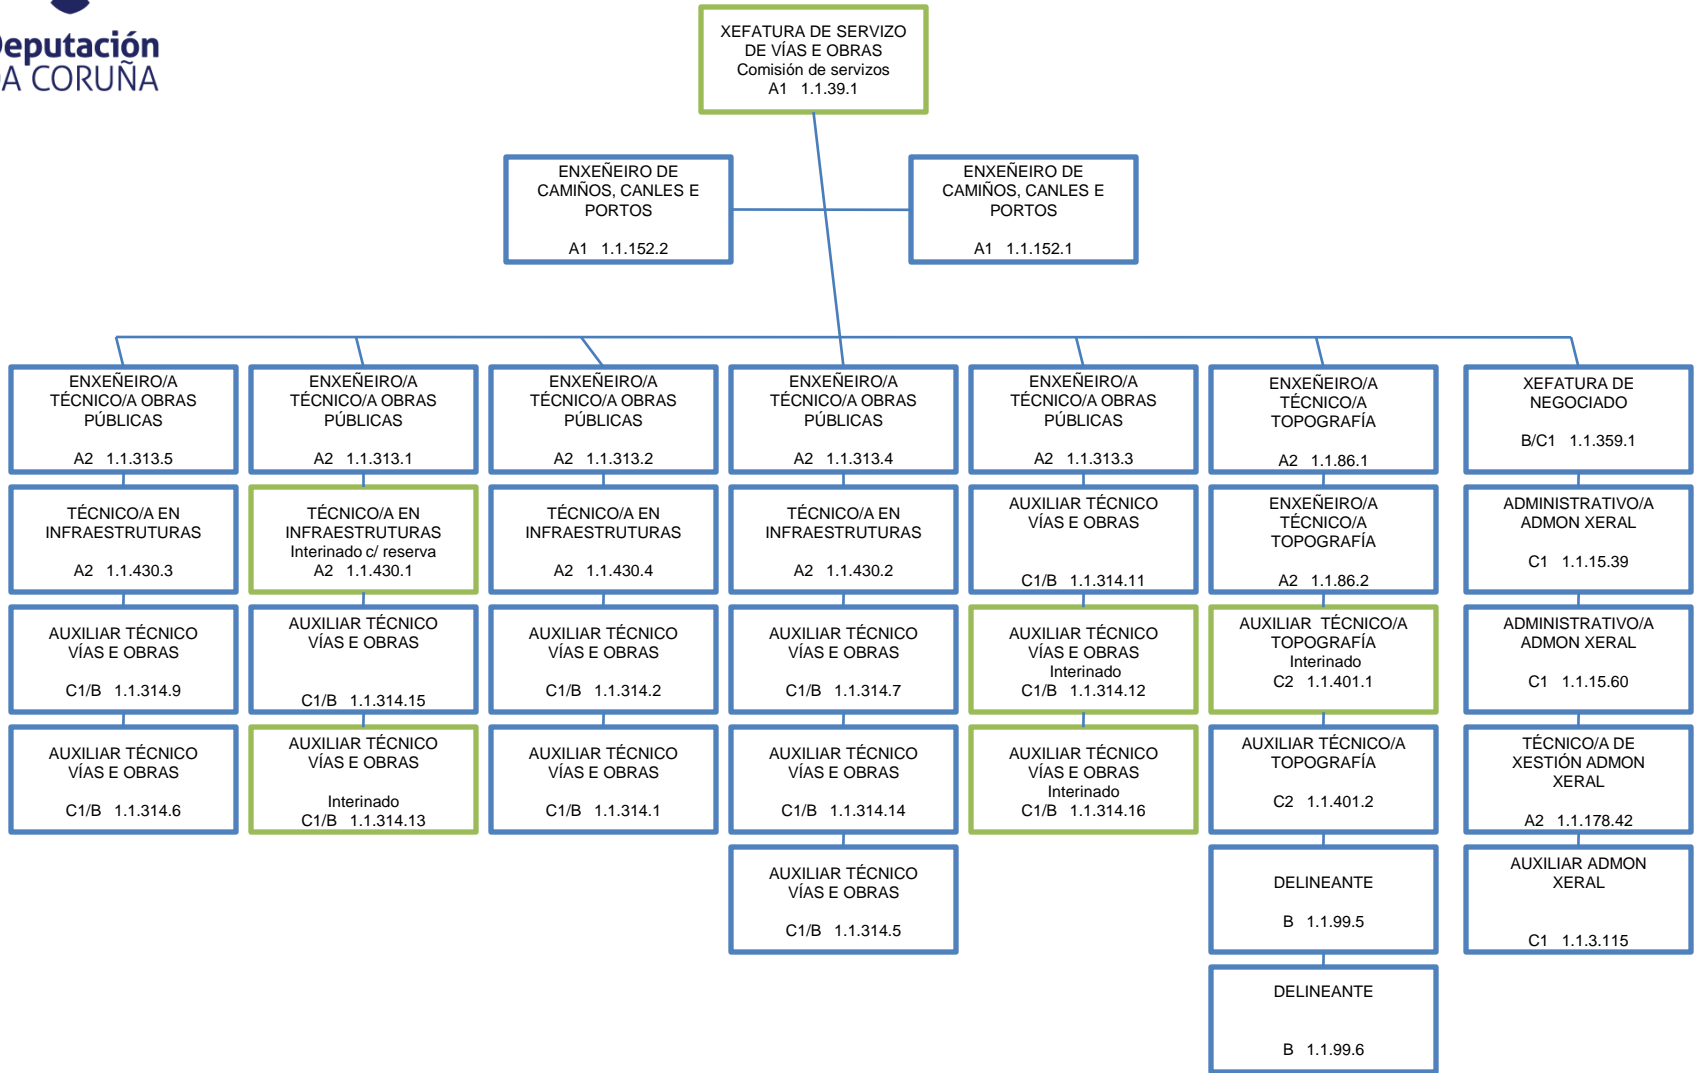 Deputación
DA CORUÑA
XEFATURA DE SERVIZO
DE VÍAS E OBRAS
Comisión de servizos
A1 1.1.39.1
ENXEÑEIRO DE
CAMIÑOS, CANLES E
PORTOS
A1 1.1.152.2
ENXEÑEIRO DE
CAMIÑOS, CANLES E
PORTOS
A1 1.1.152.1
ENXEÑEIRO/A
TÉCNICO/A OBRAS
PÚBLICAS
A2 1.1.313.5
ENXEÑEIRO/A
TÉCNICO/A OBRAS
PÚBLICAS
A2 1.1.313.1
ENXEÑEIRO/A
TÉCNICO/A OBRAS
PÚBLICAS
A2 1.1.313.2
ENXEÑEIRO/A
TÉCNICO/A OBRAS
PÚBLICAS
A2 1.1.313.4
ENXEÑEIRO/A
TÉCNICO/A OBRAS
PÚBLICAS
A2 1.1.313.3
ENXEÑEIRO/A
TÉCNICO/A
TOPOGRAFÍA
A2 1.1.86.1
XEFATURA DE
NEGOCIADO
B/C1 1.1.359.1
TÉCNICO/A EN
INFRAESTRUTURAS
A2 1.1.430.3
TÉCNICO/A EN
INFRAESTRUTURAS
Interinado c/ reserva
A2 1.1.430.1
TÉCNICO/A EN
INFRAESTRUTURAS
A2 1.1.430.4
TÉCNICO/A EN
INFRAESTRUTURAS
A2 1.1.430.2
AUXILIAR TÉCNICO
VÍAS E OBRAS
C1/B 1.1.314.11
ENXEÑEIRO/A
TÉCNICO/A
TOPOGRAFÍA
A2 1.1.86.2
ADMINISTRATIVO/A
ADMON XERAL
C1 1.1.15.39
AUXILIAR TÉCNICO
VÍAS E OBRAS
C1/B 1.1.314.9
AUXILIAR TÉCNICO
VÍAS E OBRAS
C1/B 1.1.314.15
AUXILIAR TÉCNICO
VÍAS E OBRAS
C1/B 1.1.314.2
AUXILIAR TÉCNICO
VÍAS E OBRAS
C1/B 1.1.314.7
AUXILIAR TÉCNICO
VÍAS E OBRAS
Interinado
C1/B 1.1.314.12
AUXILIAR TÉCNICO/A
TOPOGRAFÍA
Interinado
C2 1.1.401.1
ADMINISTRATIVO/A
ADMON XERAL
C1 1.1.15.60
AUXILIAR TÉCNICO
VÍAS E OBRAS
C1/B 1.1.314.6
AUXILIAR TÉCNICO
VÍAS E OBRAS
Interinado
C1/B 1.1.314.13
AUXILIAR TÉCNICO
VÍAS E OBRAS
C1/B 1.1.314.1
AUXILIAR TÉCNICO
VÍAS E OBRAS
C1/B 1.1.314.14
AUXILIAR TÉCNICO
VÍAS E OBRAS
Interinado
C1/B 1.1.314.16
AUXILIAR TÉCNICO/A
TOPOGRAFÍA
C2 1.1.401.2
TÉCNICO/A DE
XESTIÓN ADMON
XERAL
A2 1.1.178.42
AUXILIAR TÉCNICO
VÍAS E OBRAS
C1/B 1.1.314.5
DELINEANTE
B 1.1.99.5
AUXILIAR ADMON
XERAL
C1 1.1.3.115
DELINEANTE
B 1.1.99.6